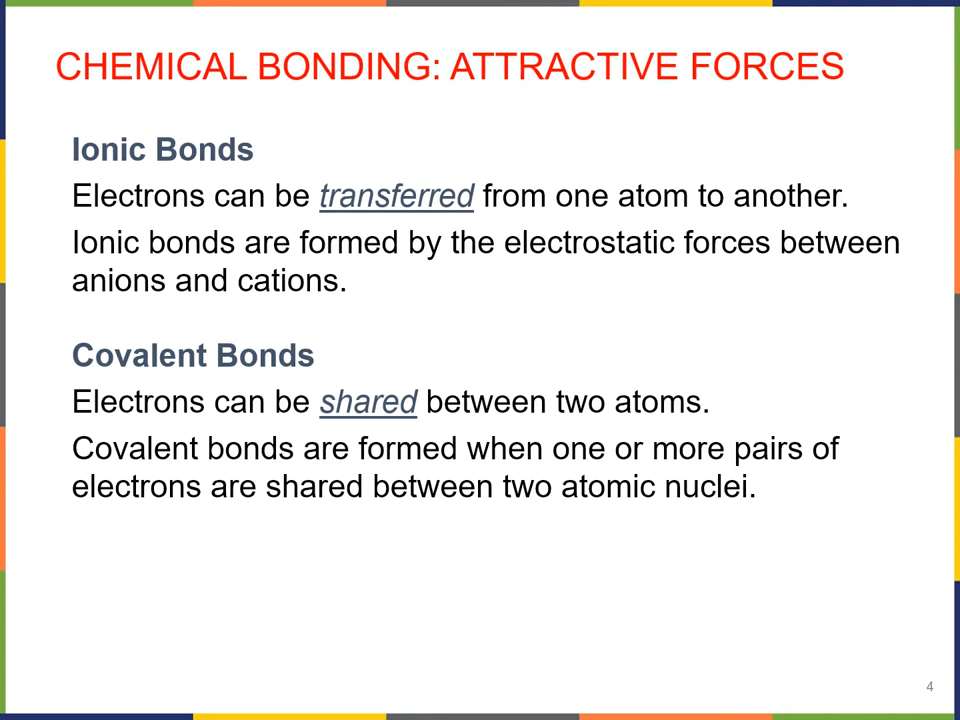 CHEMICAL BONDING: ATTRACTIVE FORCES
Ionic Bonds
Electrons can be transferred from one atom to another.
Ionic bonds are formed by the electrostatic forces between
anions and cations.
Covalent Bonds
Electrons can be shared between two atoms.
Covalent bonds are formed when one or more pairs of
electrons are shared between two atomic nuclei.
4